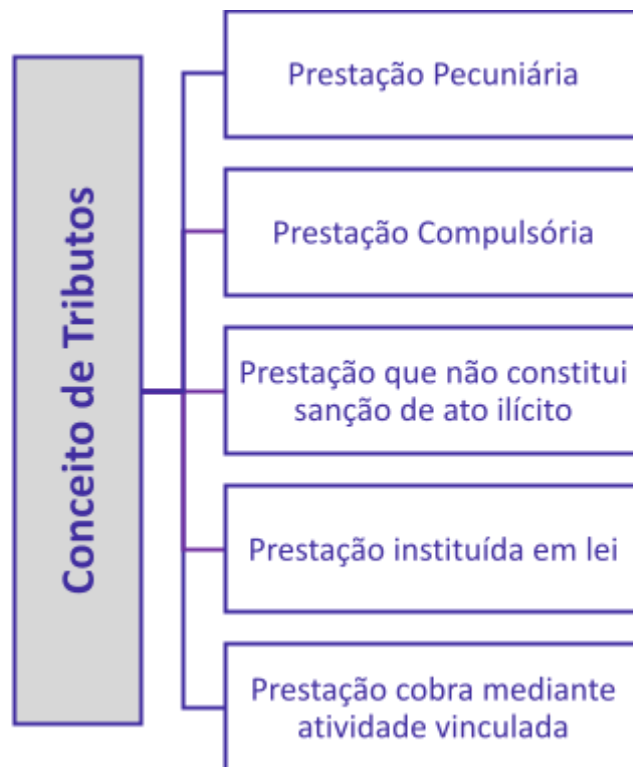 Conceito de Tributos
Prestação Pecuniária
Prestação Compulsória
Prestação que não constitui
sanção de ato ilícito
Prestação instituída em lei
Prestação cobra mediante
atividade vinculada